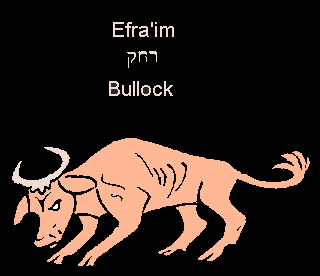 Efra'im
רחק
Bullock